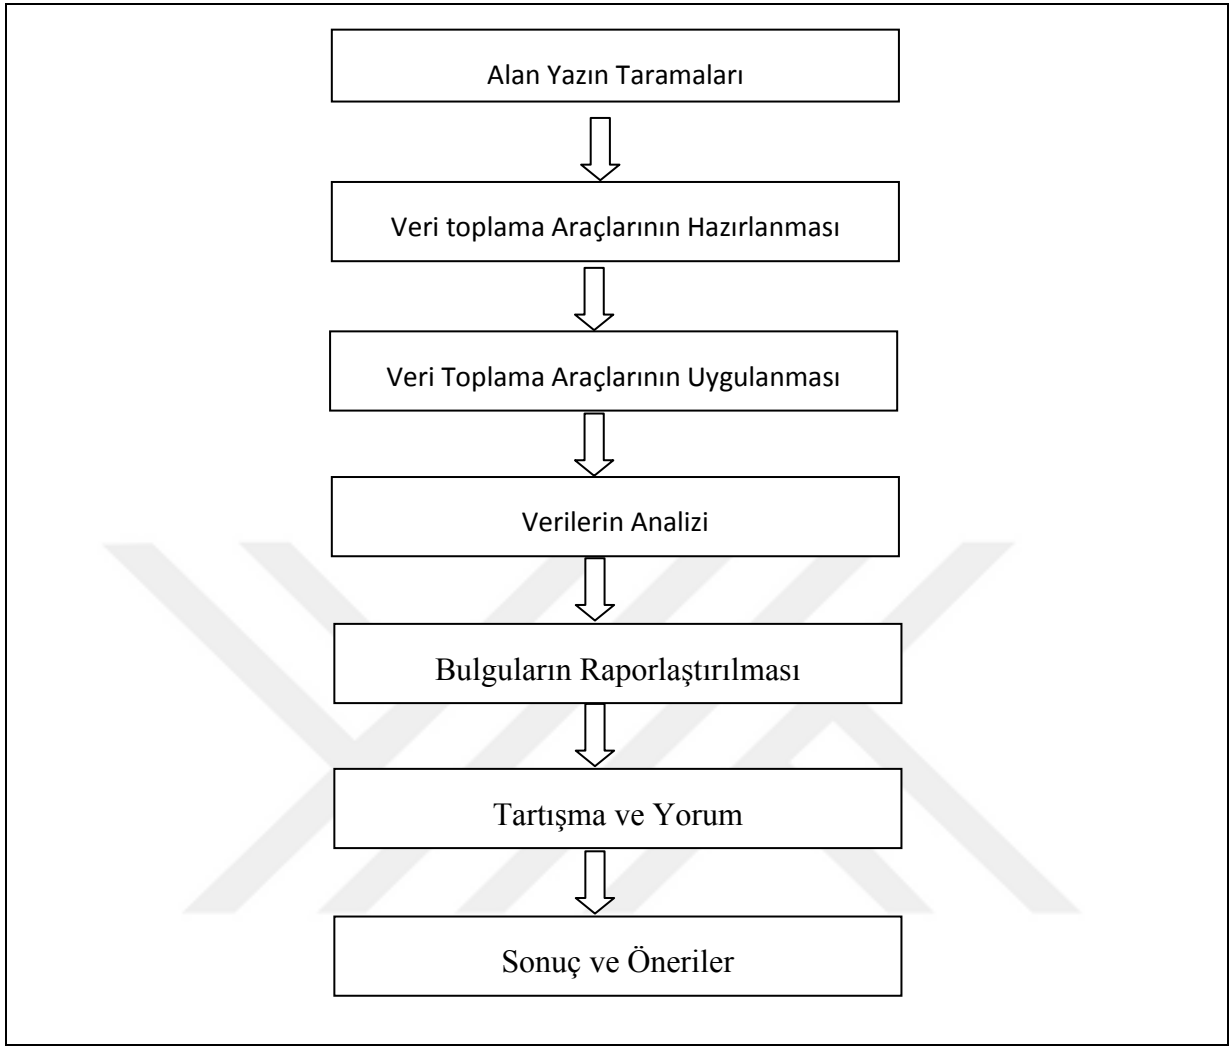 Alan Yazın Taramaları
Veri toplama Araçlarının Hazırlanması
Veri Toplama Araçlarının Uygulanması
Verilerin Analizi
Bulguların Raporlaştırılması
Tartışma ve Yorum
Sonuç ve Öneriler